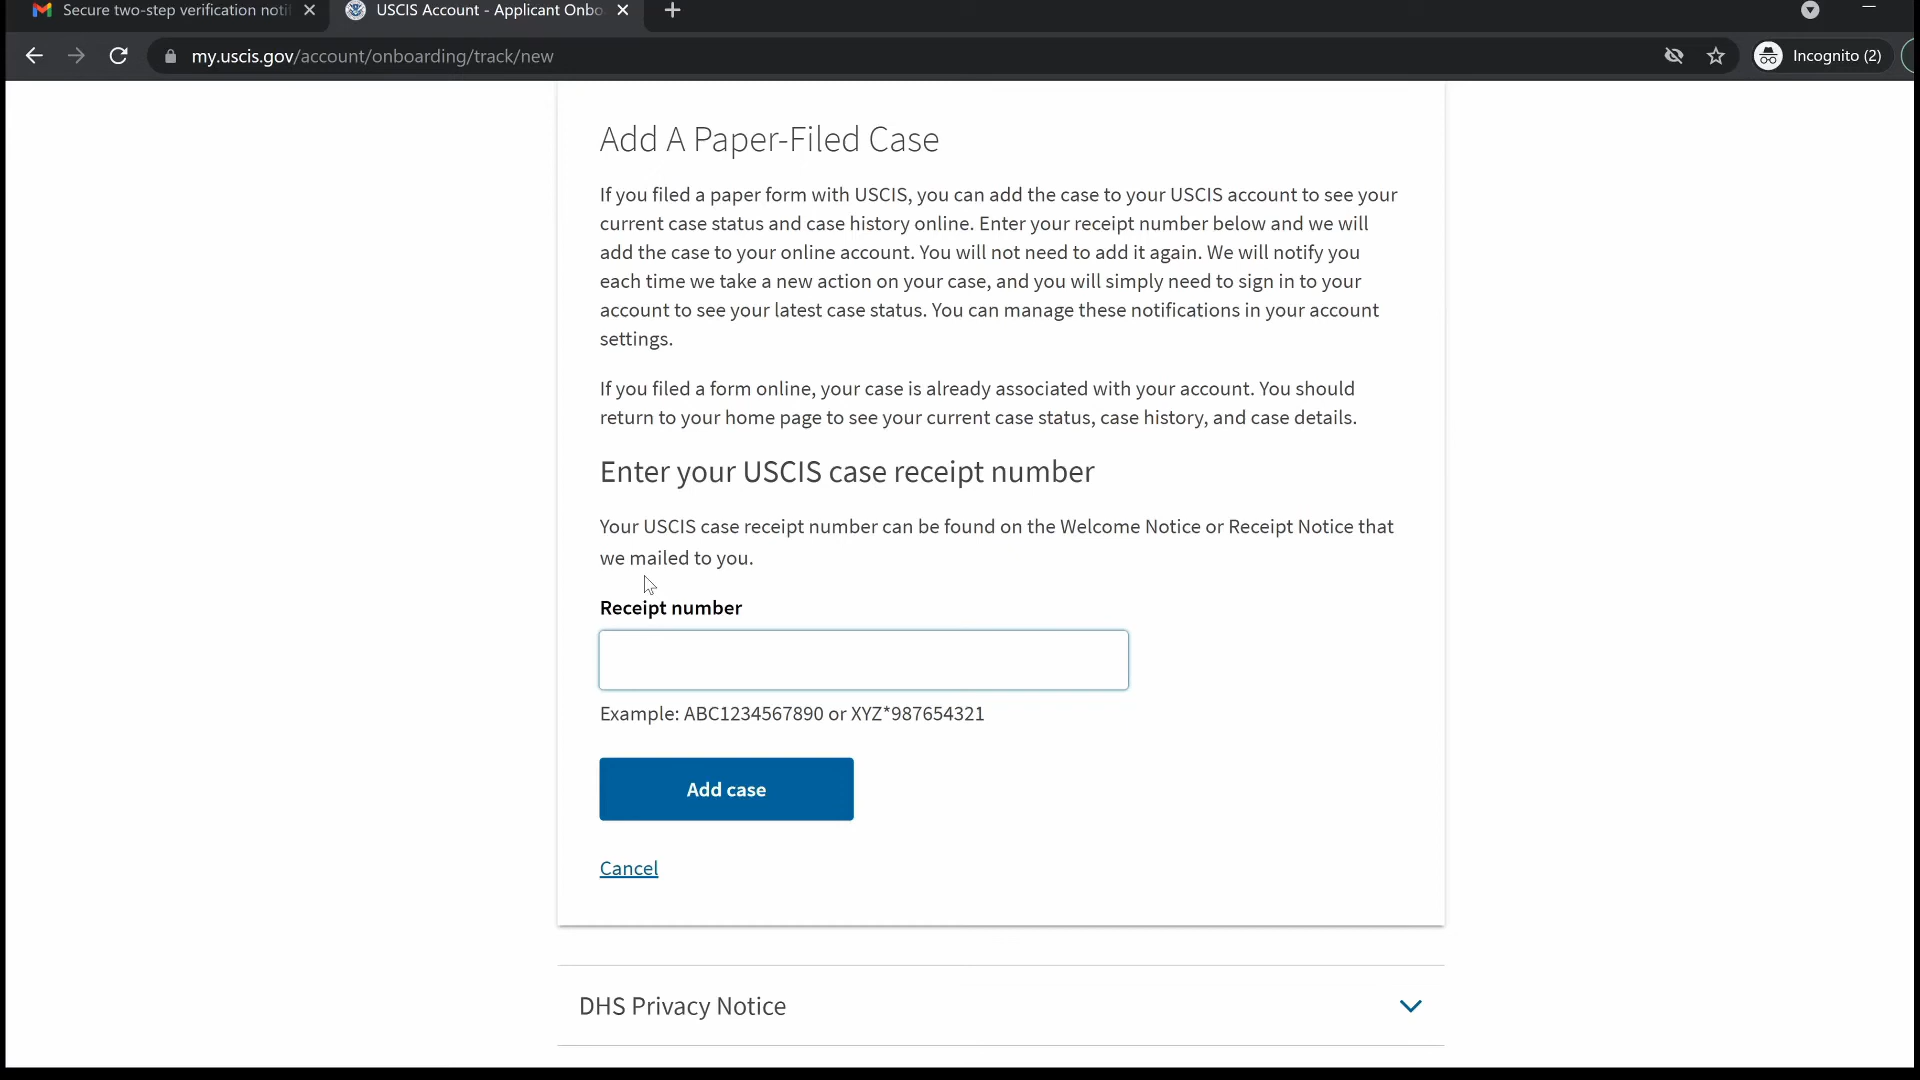 Secure two-step verification noti
USCIS Account - Applicant Onbo
my.uscis.gov/account/onboarding/track/new
Incognito (2)
Add A Paper-Filed Case
If you filed a paper form with USCIS, you can add the case to your USCIS account to see your
current case status and case history online. Enter your receipt number below and we will
add the case to your online account. You will not need to add it again. We will notify you
each time we take a new action on your case, and you will simply need to sign in to your
account to see your latest case status. You can manage these notifications in your account
settings.
If you filed a form online, your case is already associated with your account. You should
return to your home page to see your current case status, case history, and case details.
Enter your USCIS case receipt number
Your USCIS case receipt number can be found on the Welcome Notice or Receipt Notice that
we mailed to you.
Receipt number
Example: ABC1234567890 or XYZ*987654321
Add case
Cancel
DHS Privacy Notice